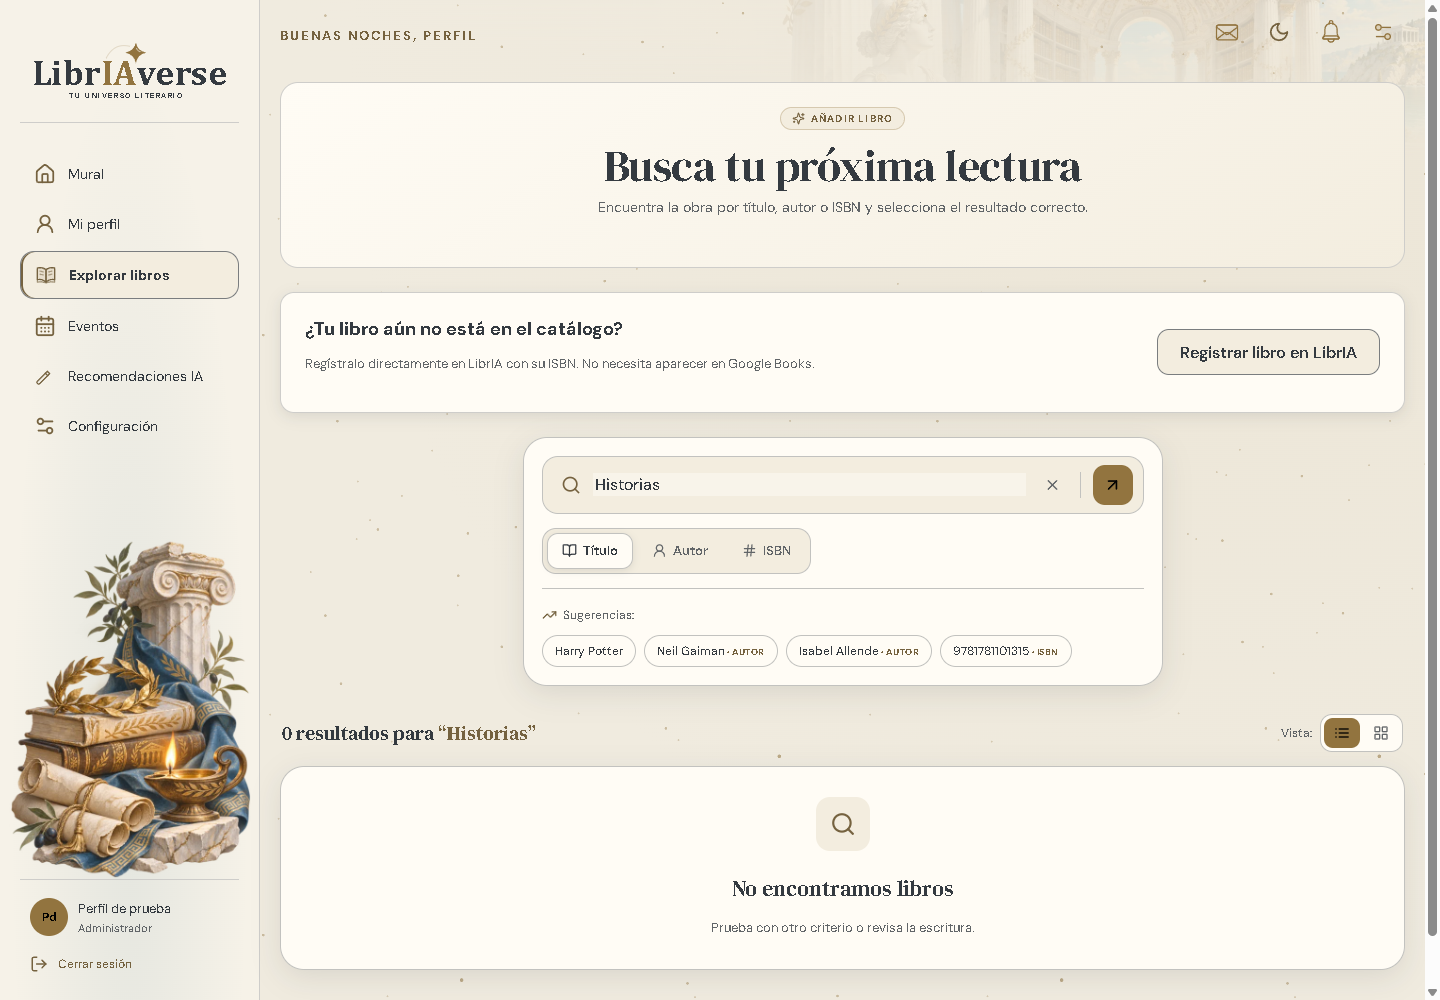 LibrIAverse
TU UNIVERSO LITERARIO
Mural
Mi perfil
Explorar libros
Eventos
Recomendaciones IA
Configuración
Pd
Perfil de prueba
Administrador
Cerrar sesión
BUENAS NOCHES, PERFIL
AÑADIR LIBRO
Busca tu próxima lectura
Encuentra la obra por título, autor o ISBN y selecciona el resultado correcto.
¿Tu libro aún no está en el catálogo?
Regístralo directamente en LibrIA con su ISBN. No necesita aparecer en Google Books.
Registrar libro en LibrIA
Historias
Título
Autor
ISBN
Sugerencias:
Harry Potter
Neil Gaiman · AUTOR
Isabel Allende · AUTOR
9781781101315 · ISBN
0 resultados para “Historias”
Vista:
No encontramos libros
Prueba con otro criterio o revisa la escritura.